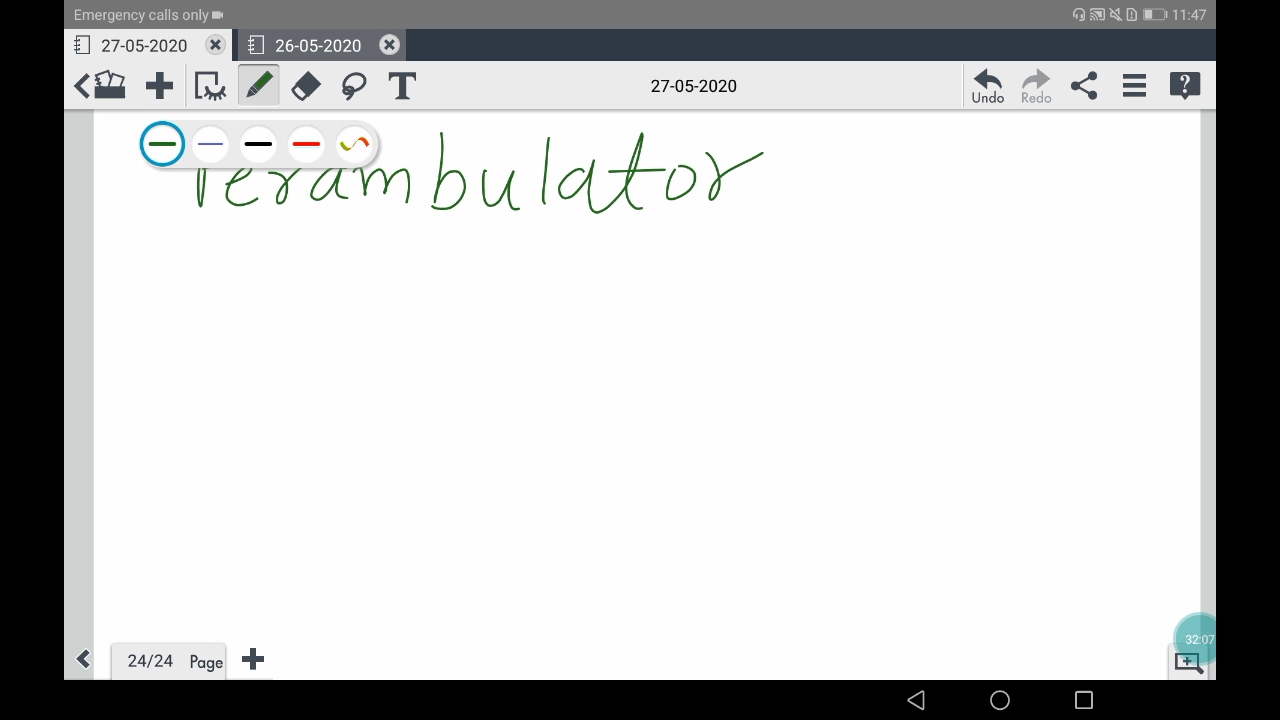 Emergency calls only 11:47
27-05-2020 26-05-2020
T 27-05-2020 Undo Redo ?
Perambulator
24/24 Page
32:07